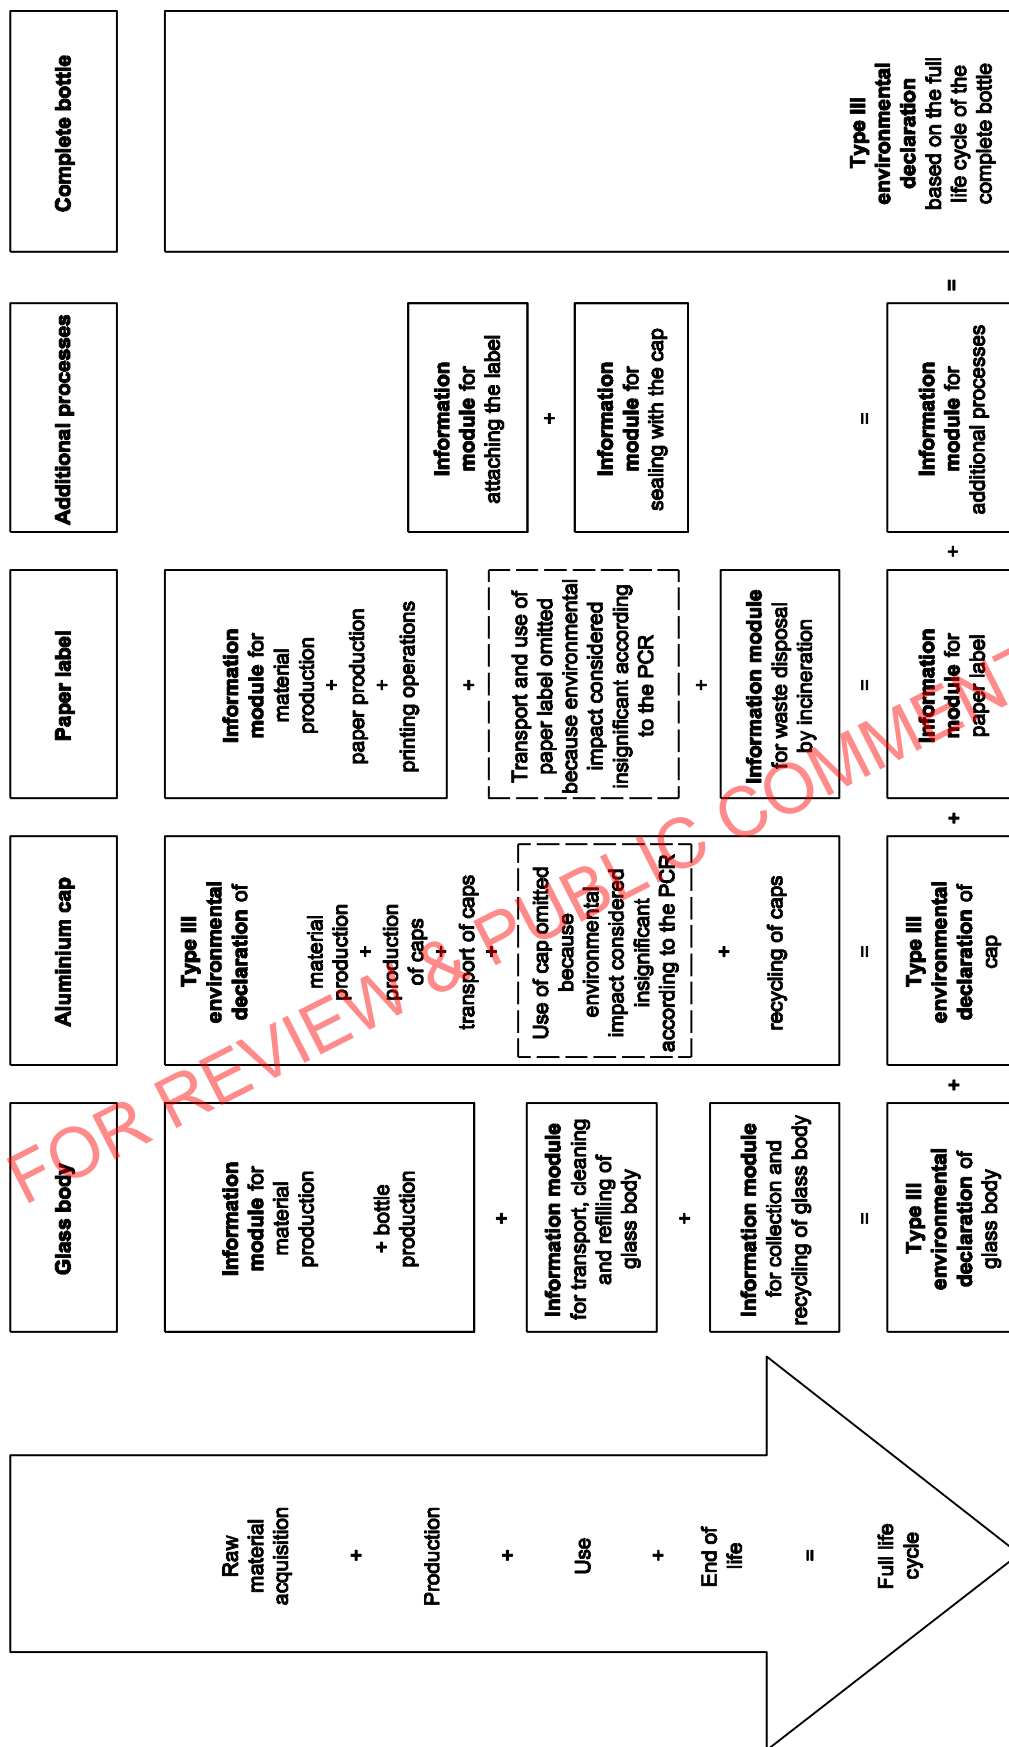 Raw
material
acquisition
+
Production
+
Use
+
End of
life
=
Full life
cycle
Glass body
Information
module for
material
production
+ bottle
production
+
Information module
for transport, cleaning
and refilling of
glass body
+
Information module
for collection and
recycling of glass body
=
Type III
environmental
declaration of
glass body
+
Aluminium cap
Type III
environmental
declaration of
material
production
+
production
of caps
+
transport of caps
+
Use of cap omitted
because
environmental
impact considered
insignificant
according to the PCR
+
recycling of caps
=
Type III
environmental
declaration of
cap
+
Paper label
Information
module for
material
production
+
paper production
+
printing operations
+
Transport and use of
paper label omitted
because environmental
impact considered
insignificant according
to the PCR
+
Information module
for waste disposal
by incineration
=
Information
module for
paper label
+
Additional processes
Information
module for
attaching the label
+
Information
module for
sealing with the cap
=
Information
module for
additional processes
=
Complete bottle
Type III
environmental
declaration
based on the full
life cycle of the
complete bottle
FOR REVIEW & PUBLIC COMMENT